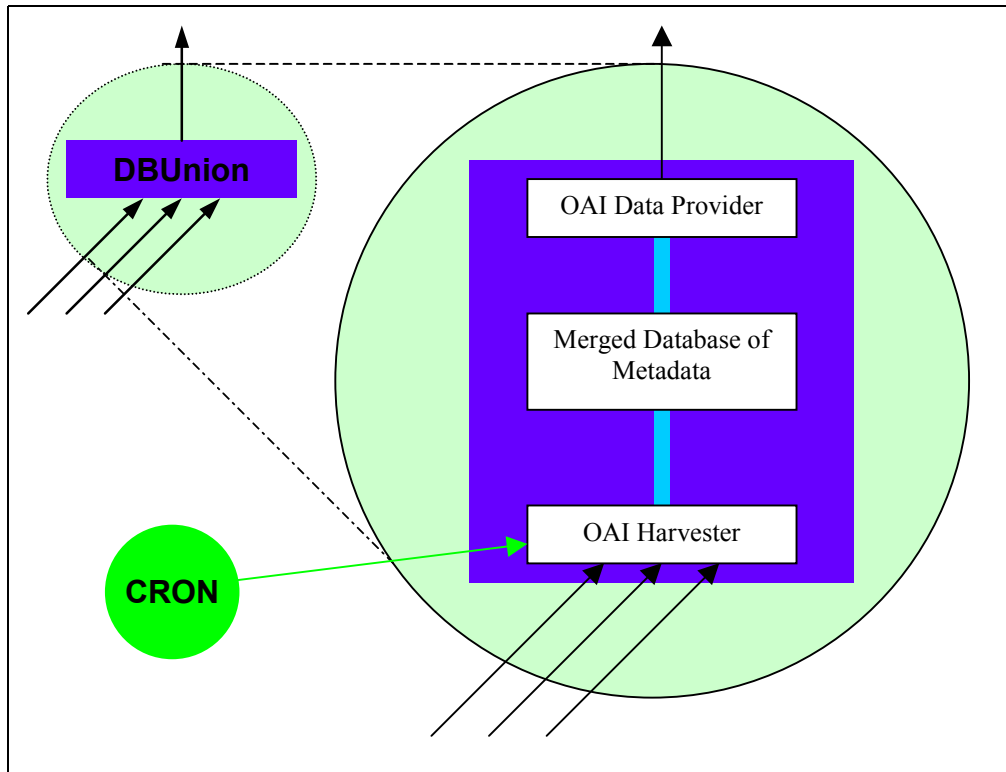 DBUnion
OAI Data Provider
Merged Database of
Metadata
OAI Harvester
CRON